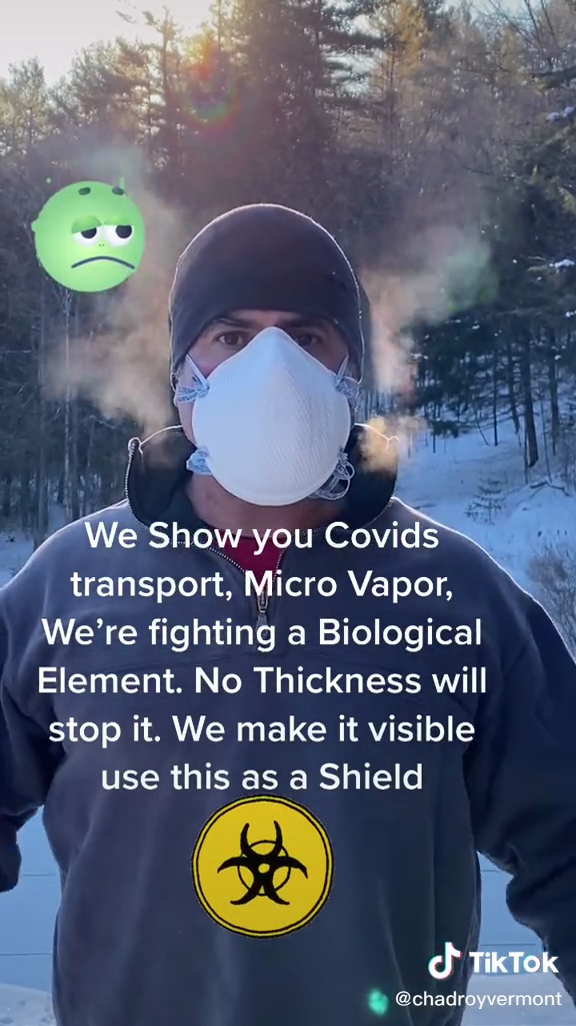 We Show you Covids
transport, Micro Vapor,
We're fighting a Biological
Element. No Thickness will
stop it. We make it visible
use this as a Shield
TikTok
@chadroyvermont